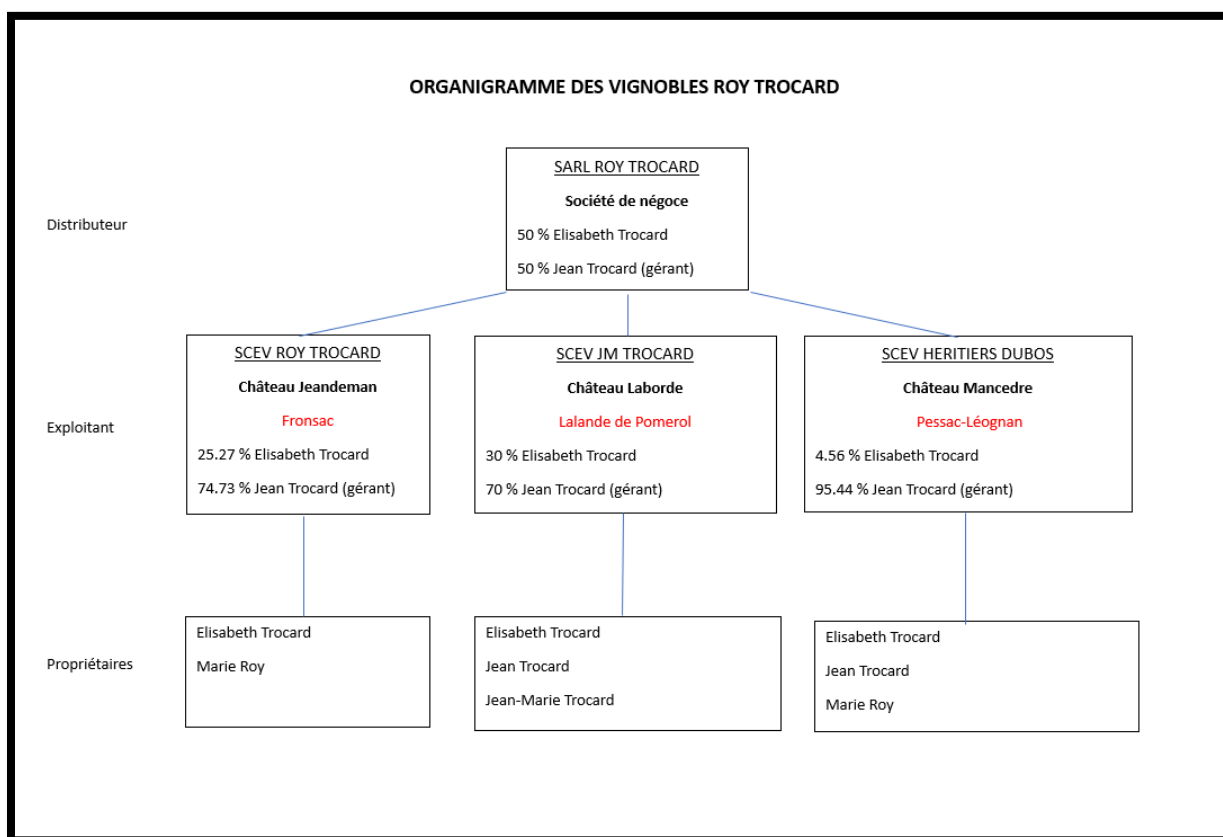 ORGANIGRAMME DES VIGNOBLES ROY TROCARD
Distributeur
SARL ROY TROCARD
Société de négoce
50 % Elisabeth Trocard
50 % Jean Trocard (gérant)
Exploitant
SCEV ROY TROCARD
Château Jeandeman
Fronsac
25.27 % Elisabeth Trocard
74.73 % Jean Trocard (gérant)
SCEV JM TROCARD
Château Laborde
Lalande de Pomerol
30 % Elisabeth Trocard
70 % Jean Trocard (gérant)
SCEV HERITIERS DUBOS
Château Mancedre
Pessac-Léognan
4.56 % Elisabeth Trocard
95.44 % Jean Trocard (gérant)
Propriétaires
Elisabeth Trocard
Marie Roy
Elisabeth Trocard
Jean Trocard
Jean-Marie Trocard
Elisabeth Trocard
Jean Trocard
Marie Roy